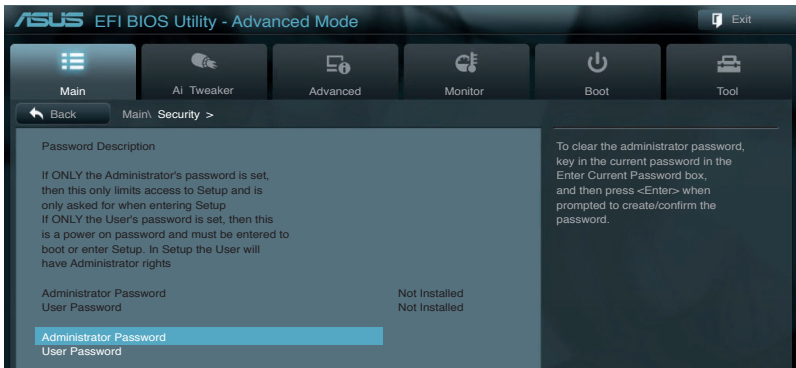 ASUS EFI BIOS Utility - Advanced Mode
Exit
Main
Ai Tweaker
Advanced
Monitor
Boot
Tool
Back
Main\ Security >
Password Description
If ONLY the Administrator's password is set,
then this only limits access to Setup and is
only asked for when entering Setup
If ONLY the User's password is set, then this
is a power on password and must be entered to
boot or enter Setup. In Setup the User will
have Administrator rights
Administrator Password Not Installed
User Password Not Installed
Administrator Password
User Password
To clear the administrator password,
key in the current password in the
Enter Current Password box,
and then press <Enter> when
prompted to create/confirm the
password.